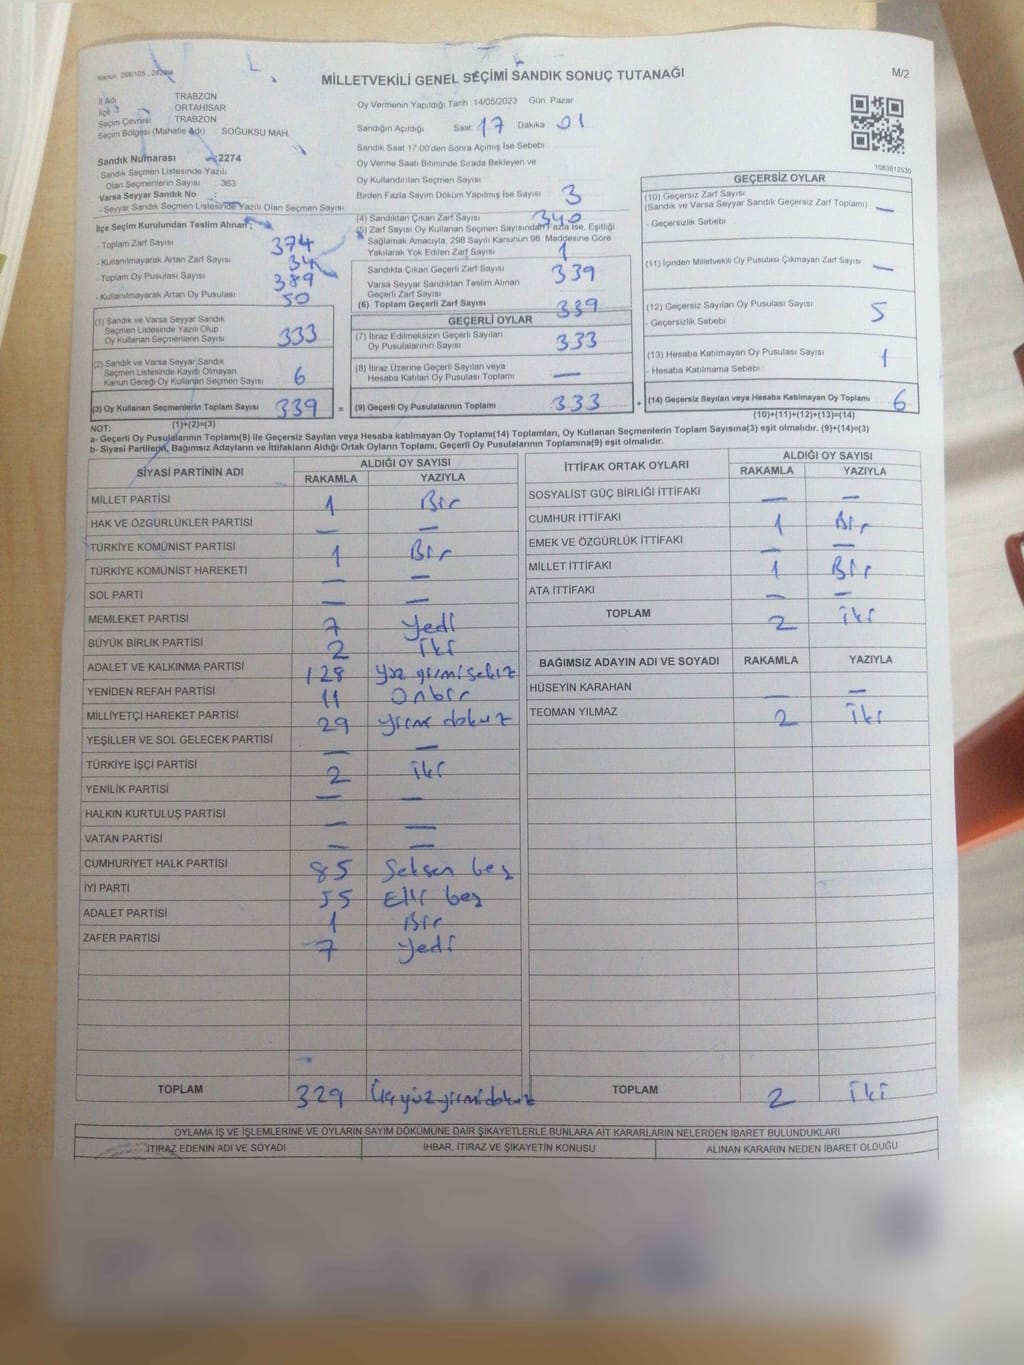 Kanun: 298/105
MİLLETVEKİLİ GENEL SEÇİMİ SANDIK SONUÇ TUTANAĞI
M/2
İl Adı TRABZON
İlçe ORTAHİSAR
Seçim Çevresi TRABZON
Seçim Bölgesi (Mahalle Adı) SOĞUKSU MAH.
Sandık Numarası 2274
- Sandık Seçmen Listesinde Yazılı
Olan Seçmenlerin Sayısı : 363
Varsa Seyyar Sandık No :
- Seyyar Sandık Seçmen Listesinde Yazılı Olan Seçmen Sayısı
Oy Vermenin Yapıldığı Tarih :14/05/2023 Gün: Pazar
Sandığın Açıldığı Saat 17 Dakika 01
Sandık Saat 17.00'den Sonra Açılmış İse Sebebi
Oy Verme Saati Bitiminde Sırada Bekleyen ve
Oy Kullandırılan Seçmen Sayısı
Birden Fazla Sayım Döküm Yapılmış İse Sayısı 3
1083812530
İlçe Seçim Kurulundan Teslim Alınan;
- Toplam Zarf Sayısı 374
- Kullanılmayarak Artan Zarf Sayısı 34
- Toplam Oy Pusulası Sayısı 389
- Kullanılmayarak Artan Oy Pusulası 50
(4) Sandıktan Çıkan Zarf Sayısı 340
(5) Zarf Sayısı Oy Kullanan Seçmen Sayısından Fazla İse, Eşitliği
Sağlamak Amacıyla, 298 Sayılı Kanunun 98. Maddesine Göre
Yakılarak Yok Edilen Zarf Sayısı 1
Sandıkta Çıkan Geçerli Zarf Sayısı 339
Varsa Seyyar Sandıktan Teslim Alınan
Geçerli Zarf Sayısı
(6) Toplam Geçerli Zarf Sayısı 339
GEÇERSİZ OYLAR
(10) Geçersiz Zarf Sayısı
(Sandık ve Varsa Seyyar Sandık Geçersiz Zarf Toplamı) —
- Geçersizlik Sebebi
(11) İçinden Milletvekili Oy Pusulası Çıkmayan Zarf Sayısı —
(12) Geçersiz Sayılan Oy Pusulası Sayısı 5
- Geçersizlik Sebebi
(13) Hesaba Katılmayan Oy Pusulası Sayısı 1
- Hesaba Katılmama Sebebi
(14) Geçersiz Sayılan veya Hesaba Katılmayan Oy Toplamı 6
(10)+(11)+(12)+(13)=(14)
(1) Sandık ve Varsa Seyyar Sandık
Seçmen Listesinde Yazılı Olup
Oy Kullanan Seçmenlerin Sayısı 333
(2) Sandık ve Varsa Seyyar Sandık
Seçmen Listesinde Kaydı Olmayan
Kanun Gereği Oy Kullanan Seçmen Sayısı 6
(3) Oy Kullanan Seçmenlerin Toplam Sayısı 339 =
(1)+(2)=(3)
GEÇERLİ OYLAR
(7) İtiraz Edilmeksizin Geçerli Sayılan
Oy Pusulalarının Sayısı 333
(8) İtiraz Üzerine Geçerli Sayılan veya
Hesaba Katılan Oy Pusulası Toplamı —
(9) Geçerli Oy Pusulalarının Toplamı 333 +
NOT:
a- Geçerli Oy Pusulalarının Toplamı(9) ile Geçersiz Sayılan veya Hesaba katılmayan Oy Toplamı(14) Toplamları, Oy Kullanan Seçmenlerin Toplam Sayısına(3) eşit olmalıdır. (9)+(14)=(3)
b- Siyasi Partilerin, Bağımsız Adayların ve İttifakların Aldığı Ortak Oyların Toplamı, Geçerli Oy Pusulalarının Toplamına(9) eşit olmalıdır.
SİYASİ PARTİNİN ADI ALDIĞI OY SAYISI
RAKAMLA YAZIYLA
MİLLET PARTİSİ 1 Bir
HAK VE ÖZGÜRLÜKLER PARTİSİ — —
TÜRKİYE KOMÜNİST PARTİSİ 1 Bir
TÜRKİYE KOMÜNİST HAREKETİ — —
SOL PARTİ — —
MEMLEKET PARTİSİ 7 Yedi
BÜYÜK BİRLİK PARTİSİ 2 İki
ADALET VE KALKINMA PARTİSİ 128 Yüz yirmi sekiz
YENİDEN REFAH PARTİSİ 11 Onbir
MİLLİYETÇİ HAREKET PARTİSİ 29 yirmi dokuz
YEŞİLLER VE SOL GELECEK PARTİSİ — —
TÜRKİYE İŞÇİ PARTİSİ 2 iki
YENİLİK PARTİSİ — —
HALKIN KURTULUŞ PARTİSİ — —
VATAN PARTİSİ — —
CUMHURİYET HALK PARTİSİ 85 Seksen beş
İYİ PARTİ 55 Elli beş
ADALET PARTİSİ 1 Bir
ZAFER PARTİSİ 7 Yedi
TOPLAM 329 Üçyüzyirmidokuz
İTTİFAK ORTAK OYLARI ALDIĞI OY SAYISI
RAKAMLA YAZIYLA
SOSYALİST GÜÇ BİRLİĞİ İTTİFAKI — —
CUMHUR İTTİFAKI 1 Bir
EMEK VE ÖZGÜRLÜK İTTİFAKI — —
MİLLET İTTİFAKI 1 Bir
ATA İTTİFAKI — —
TOPLAM 2 iki
BAĞIMSIZ ADAYIN ADI VE SOYADI RAKAMLA YAZIYLA
HÜSEYİN KARAHAN — —
TEOMAN YILMAZ 2 İki
TOPLAM 2 iki
OYLAMA İŞ VE İŞLEMLERİNE VE OYLARIN SAYIM DÖKÜMÜNE DAİR ŞİKAYETLERLE BUNLARA AİT KARARLARIN NELERDEN İBARET BULUNDUKLARI
İTİRAZ EDENİN ADI VE SOYADI İHBAR, İTİRAZ VE ŞİKAYETİN KONUSU ALINAN KARARIN NEDEN İBARET OLDUĞU